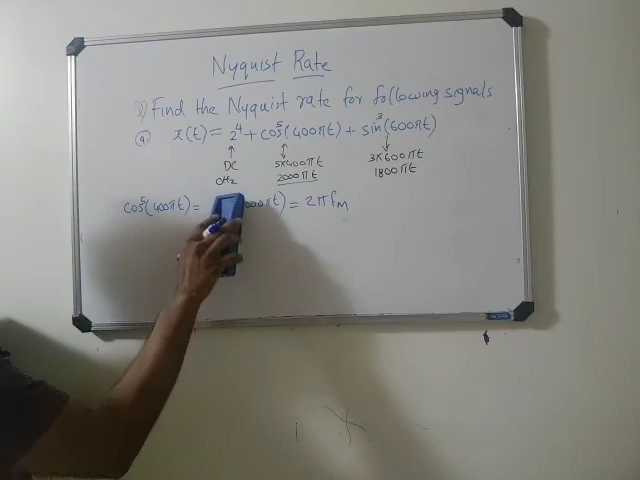 Nyquist Rate
Find the Nyquist rate for following signals
(a) x(t) = 2⁴ + cos⁵(400πt) + sin³(600πt)
DC 5×400πt 3×600πt
0Hz 2000πt 1800πt
cos⁵(400πt) = 000πt) = 2πfM